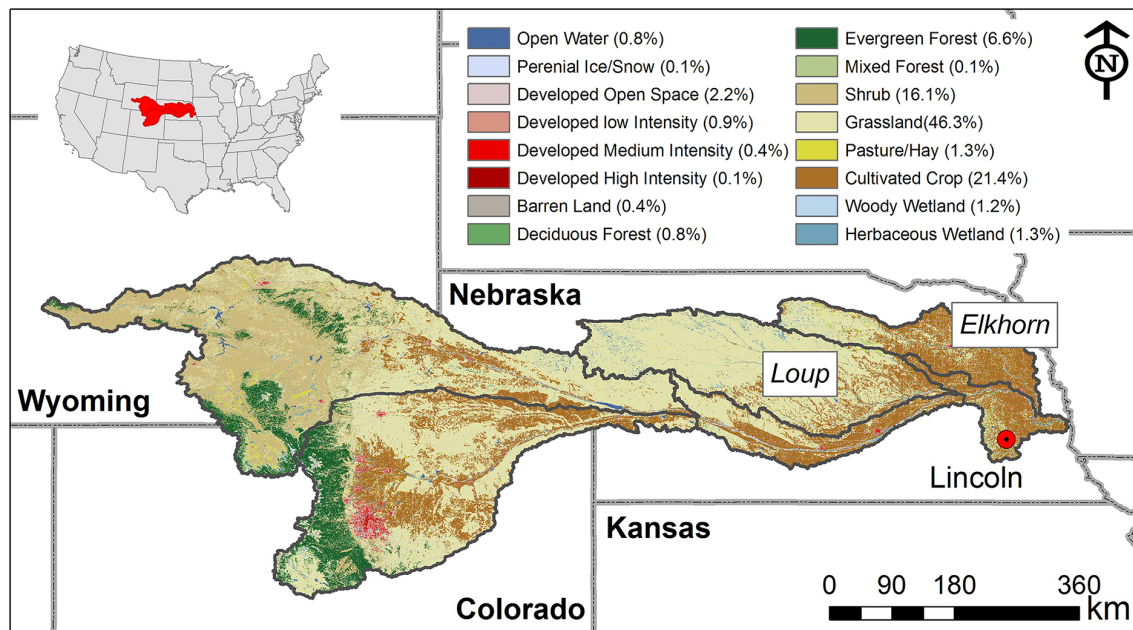 Open Water (0.8%)
Perenial Ice/Snow (0.1%)
Developed Open Space (2.2%)
Developed low Intensity (0.9%)
Developed Medium Intensity (0.4%)
Developed High Intensity (0.1%)
Barren Land (0.4%)
Deciduous Forest (0.8%)
Evergreen Forest (6.6%)
Mixed Forest (0.1%)
Shrub (16.1%)
Grassland(46.3%)
Pasture/Hay (1.3%)
Cultivated Crop (21.4%)
Woody Wetland (1.2%)
Herbaceous Wetland (1.3%)
N
Nebraska
Elkhorn
Loup
Wyoming
Lincoln
Kansas
Colorado
0 90 180 360
km